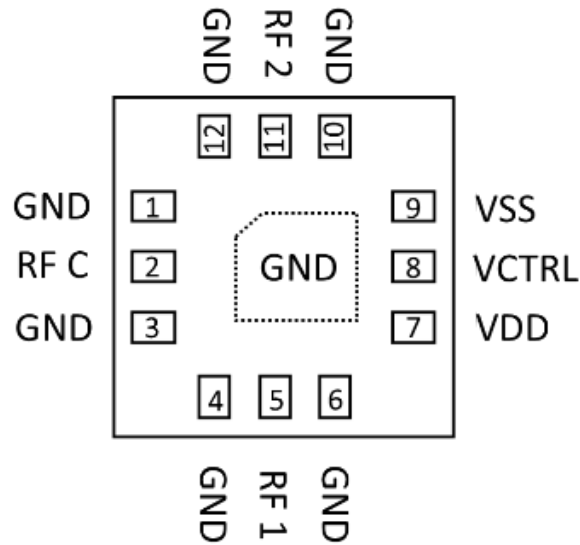 GND RF 2 GND
12 11 10
GND 1 9 VSS
RF C 2 GND 8 VCTRL
GND 3 7 VDD
4 5 6
GND RF 1 GND